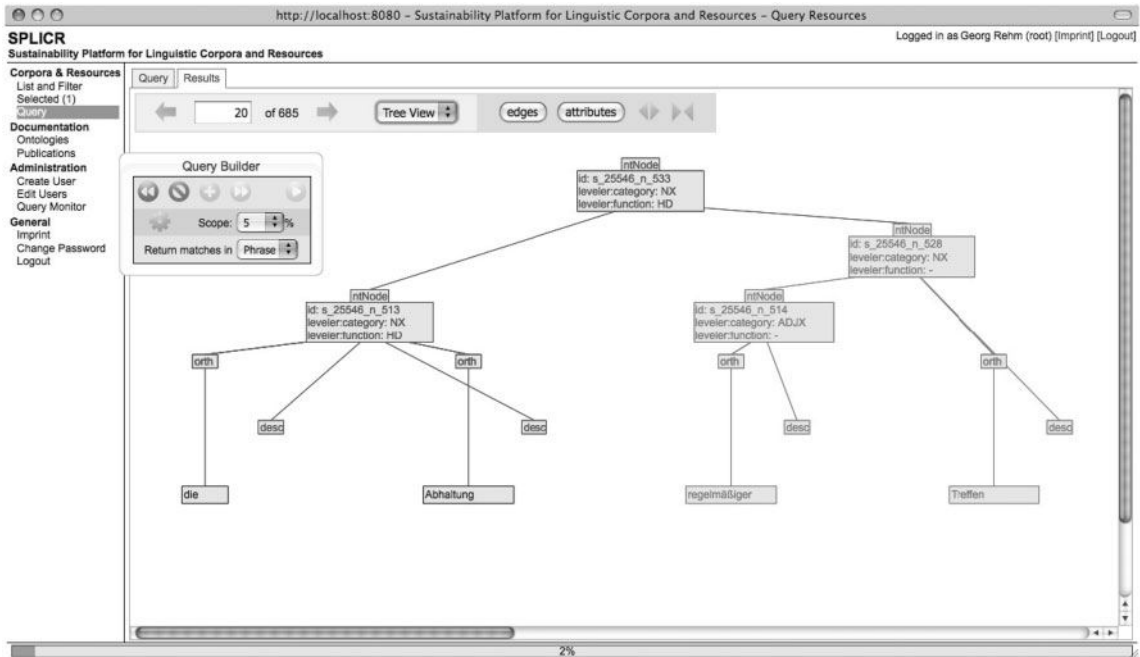 http://localhost:8080 – Sustainability Platform for Linguistic Corpora and Resources – Query Resources
SPLICR
Sustainability Platform for Linguistic Corpora and Resources
Logged in as Georg Rehm (root) [Imprint] [Logout]
Corpora & Resources
List and Filter
Selected (1)
Query
Documentation
Ontologies
Publications
Administration
Create User
Edit Users
Query Monitor
General
Imprint
Change Password
Logout
Query Results
20 of 685 Tree View edges attributes
Query Builder
Scope: 5 %
Return matches in Phrase
ntNode
id: s_25546_n_533
leveler:category: NX
leveler:function: HD
ntNode
id: s_25546_n_528
leveler:category: NX
leveler:function: -
ntNode
id: s_25546_n_513
leveler:category: NX
leveler:function: HD
ntNode
id: s_25546_n_514
leveler:category: ADJX
leveler:function: -
orth orth orth orth
desc desc desc desc
die Abhaltung regelmäßiger Treffen
2%